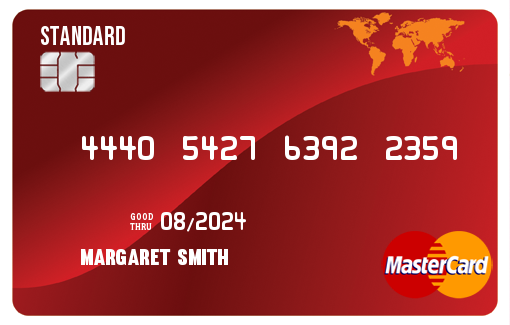 STANDARD
4440 5427 6392 2359
GOOD
THRU 08/2024
MARGARET SMITH
MasterCard